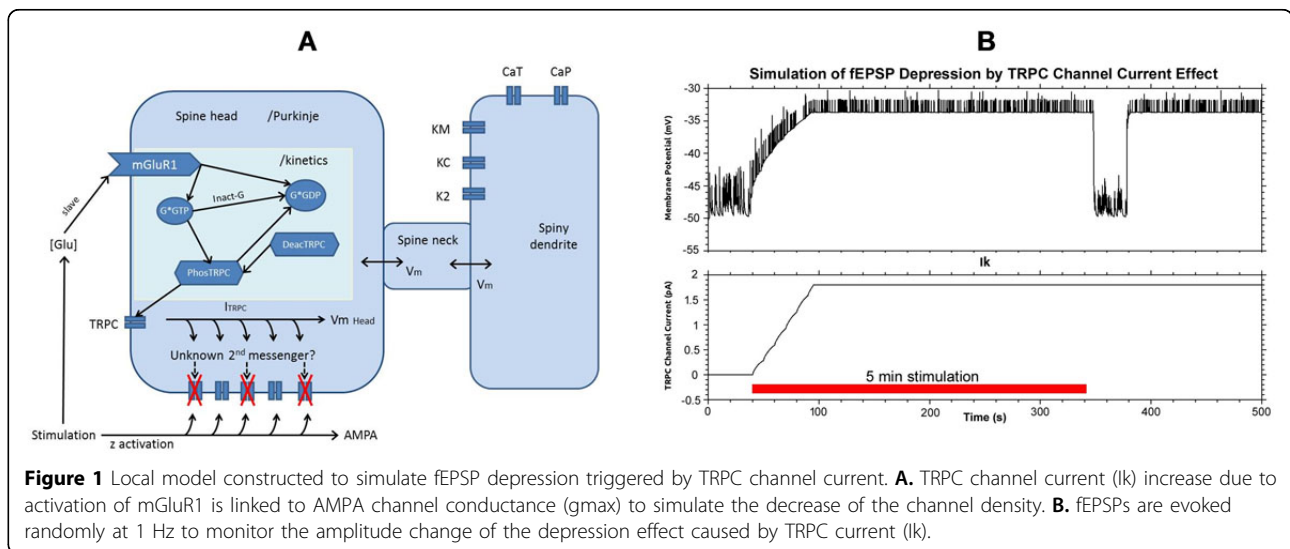 A
Spine head /Purkinje
/kinetics
mGluR1
slave
G*GTP
Inact-G
G*GDP
DeacTRPC
PhosTRPC
[Glu]
TRPC
ITRPC
Vm Head
Unknown 2nd messenger?
Stimulation
z activation
AMPA
Spine neck
Vm
Vm
CaT CaP
KM
KC
K2
Spiny
dendrite
B
Simulation of fEPSP Depression by TRPC Channel Current Effect
Membrane Potential (mV)
-30
-35
-40
-45
-50
-55
Ik
TRPC Channel Current (pA)
2
1.5
1
0.5
0
-0.5
5 min stimulation
0 100 200 300 400 500
Time (s)
Figure 1 Local model constructed to simulate fEPSP depression triggered by TRPC channel current. A. TRPC channel current (Ik) increase due to
activation of mGluR1 is linked to AMPA channel conductance (gmax) to simulate the decrease of the channel density. B. fEPSPs are evoked
randomly at 1 Hz to monitor the amplitude change of the depression effect caused by TRPC current (Ik).